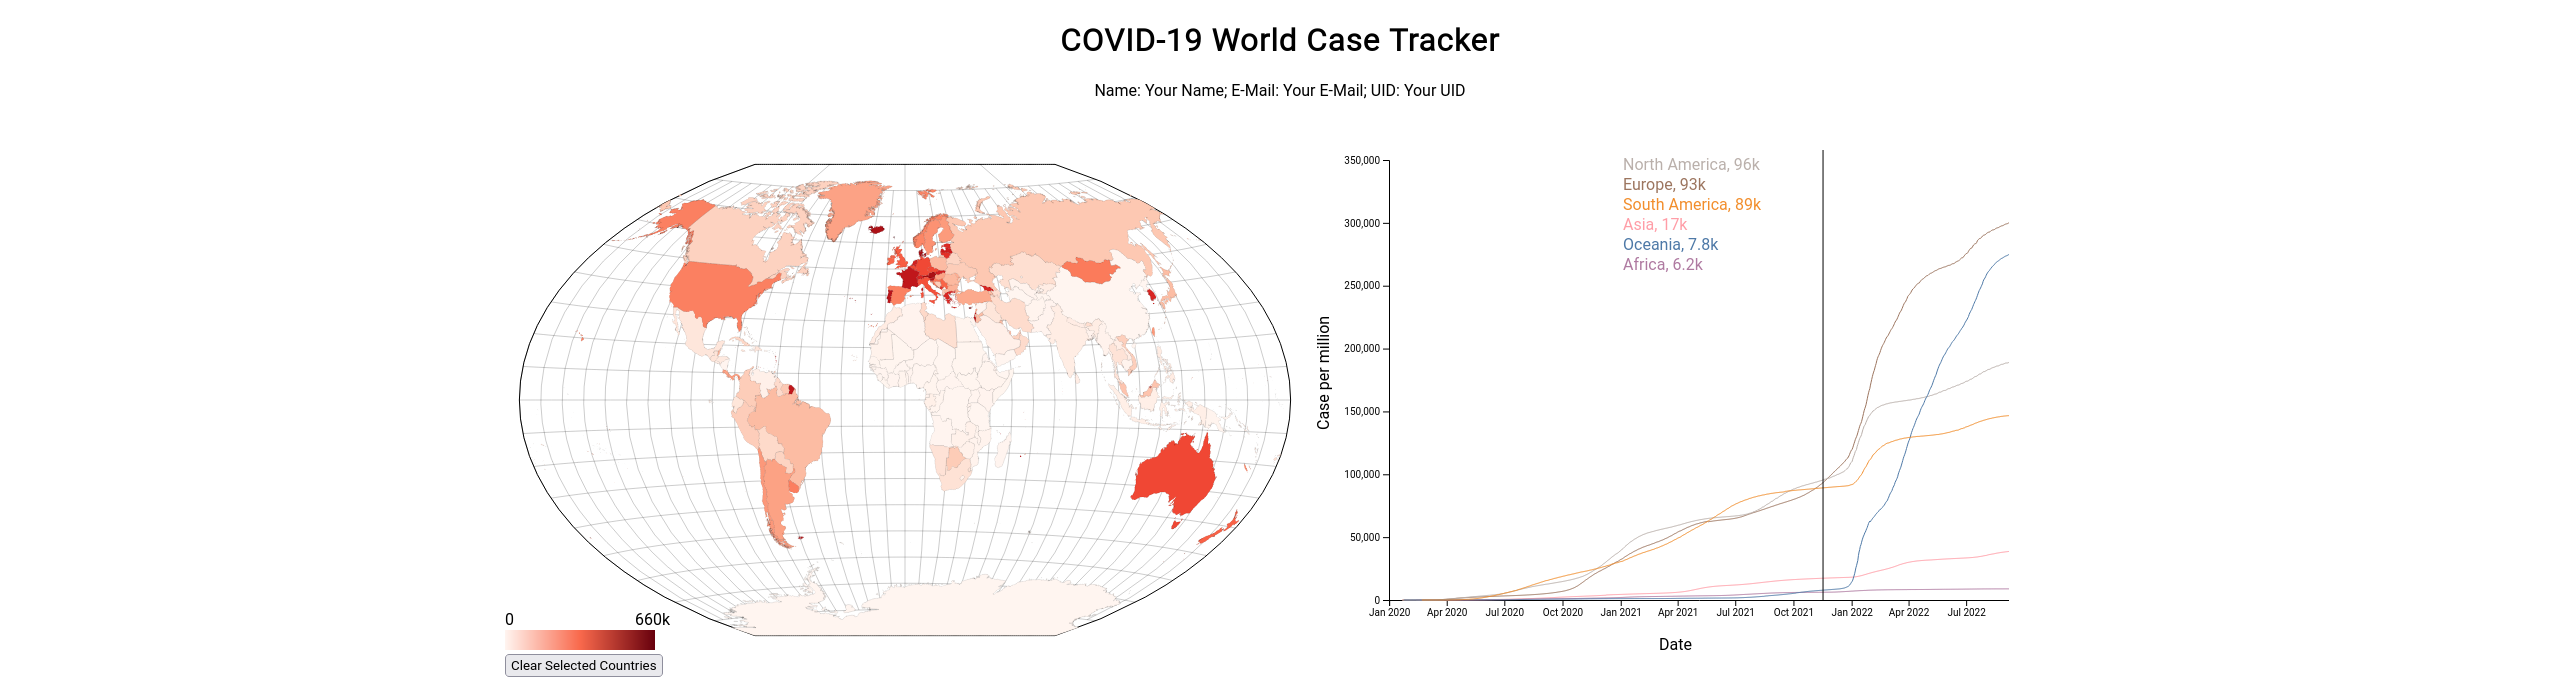 COVID-19 World Case Tracker
Name: Your Name; E-Mail: Your E-Mail; UID: Your UID
0 660k
Clear Selected Countries
350,000
300,000
250,000
200,000
150,000
100,000
50,000
0
Case per million
North America, 96k
Europe, 93k
South America, 89k
Asia, 17k
Oceania, 7.8k
Africa, 6.2k
Jan 2020 Apr 2020 Jul 2020 Oct 2020 Jan 2021 Apr 2021 Jul 2021 Oct 2021 Jan 2022 Apr 2022 Jul 2022
Date